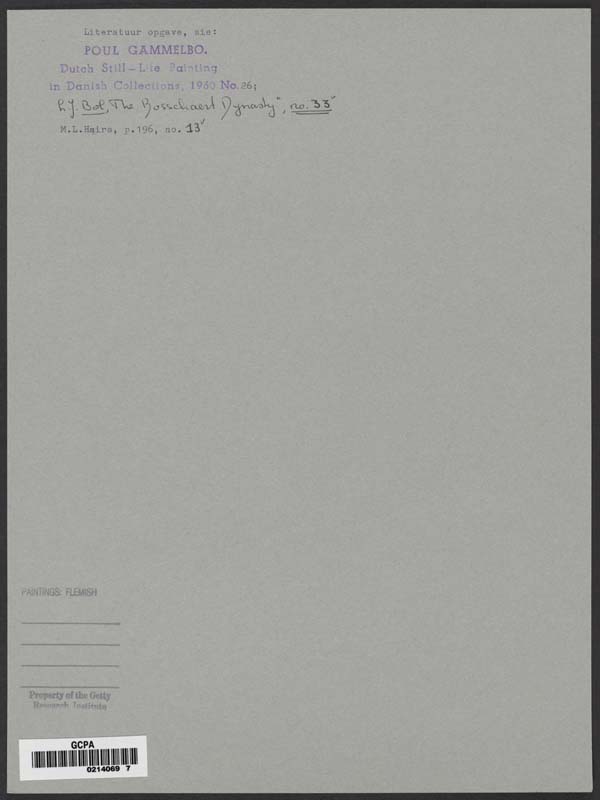 Literatuur opgave, zie:
POUL GAMMELBO.
Dutch Still-Life Painting
in Danish Collections, 1960 No.26;
L.J. Bol, The Bosschaert Dynasty", no. 33
M.L.Hairs, p.196, no. 13
PAINTINGS: FLEMISH
Property of the Getty
Research Institute
GCPA
0214069 7